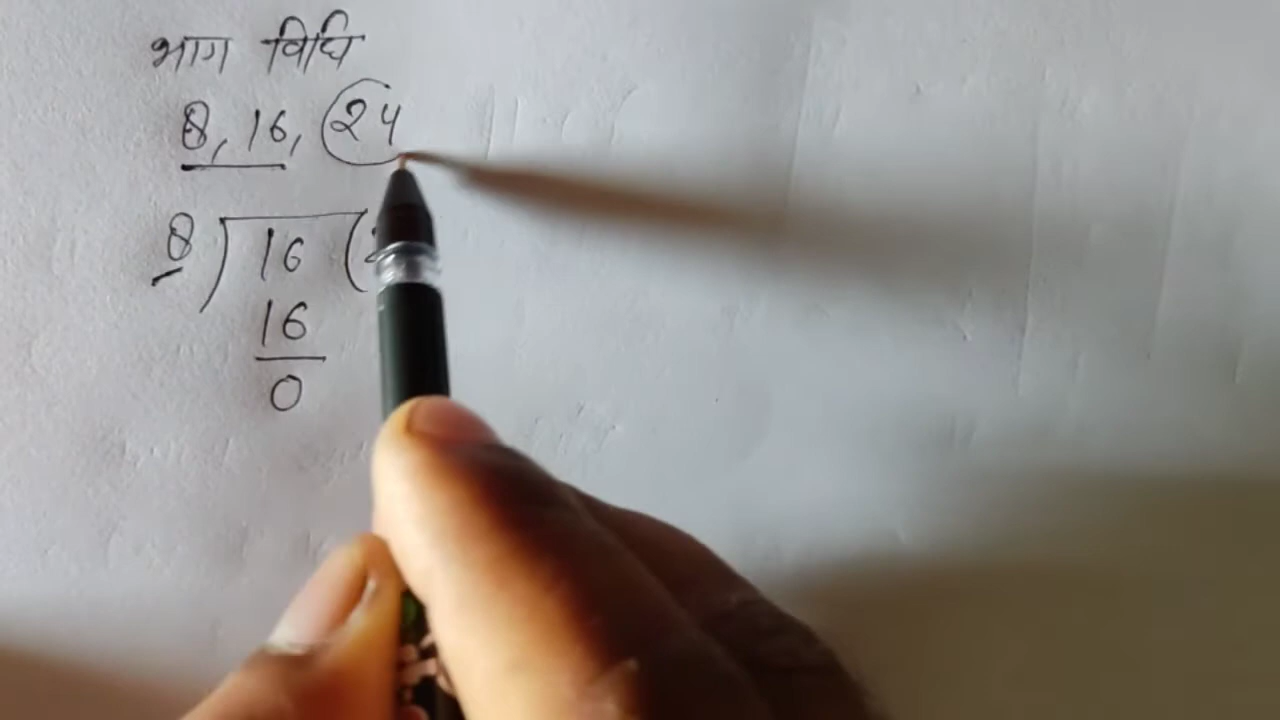 भाग विधि
8, 16, 24
8) 16 (
16
0